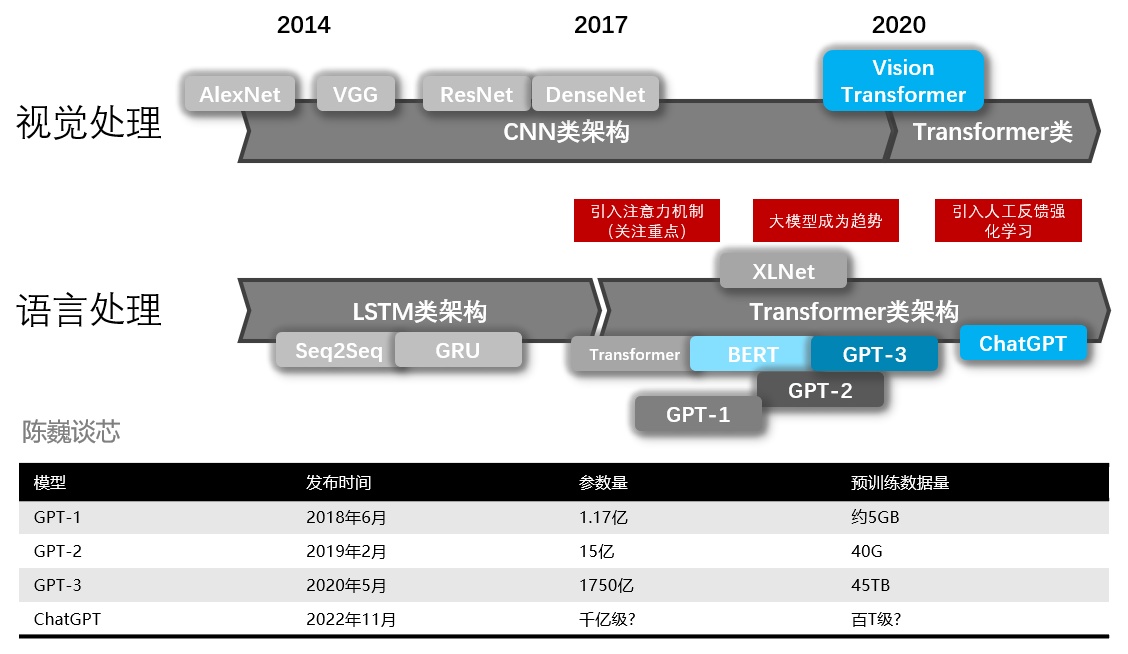 2014 2017 2020
Vision
Transformer
AlexNet VGG ResNet DenseNet
视觉处理
CNN类架构 Transformer类
引入注意力机制
（关注重点）
大模型成为趋势
引入人工反馈强
化学习
XLNet
语言处理
LSTM类架构 Transformer类架构
Seq2Seq GRU Transformer BERT GPT-3 ChatGPT
GPT-2
GPT-1
陈巍谈芯
模型 发布时间 参数量 预训练数据量
GPT-1 2018年6月 1.17亿 约5GB
GPT-2 2019年2月 15亿 40G
GPT-3 2020年5月 1750亿 45TB
ChatGPT 2022年11月 千亿级? 百T级?